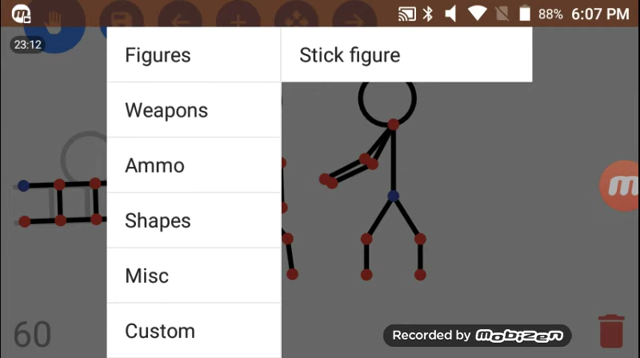 88% 6:07 PM
23:12
Figures
Stick figure
Weapons
Ammo
Shapes
Misc
Custom
60
Recorded by mobizen